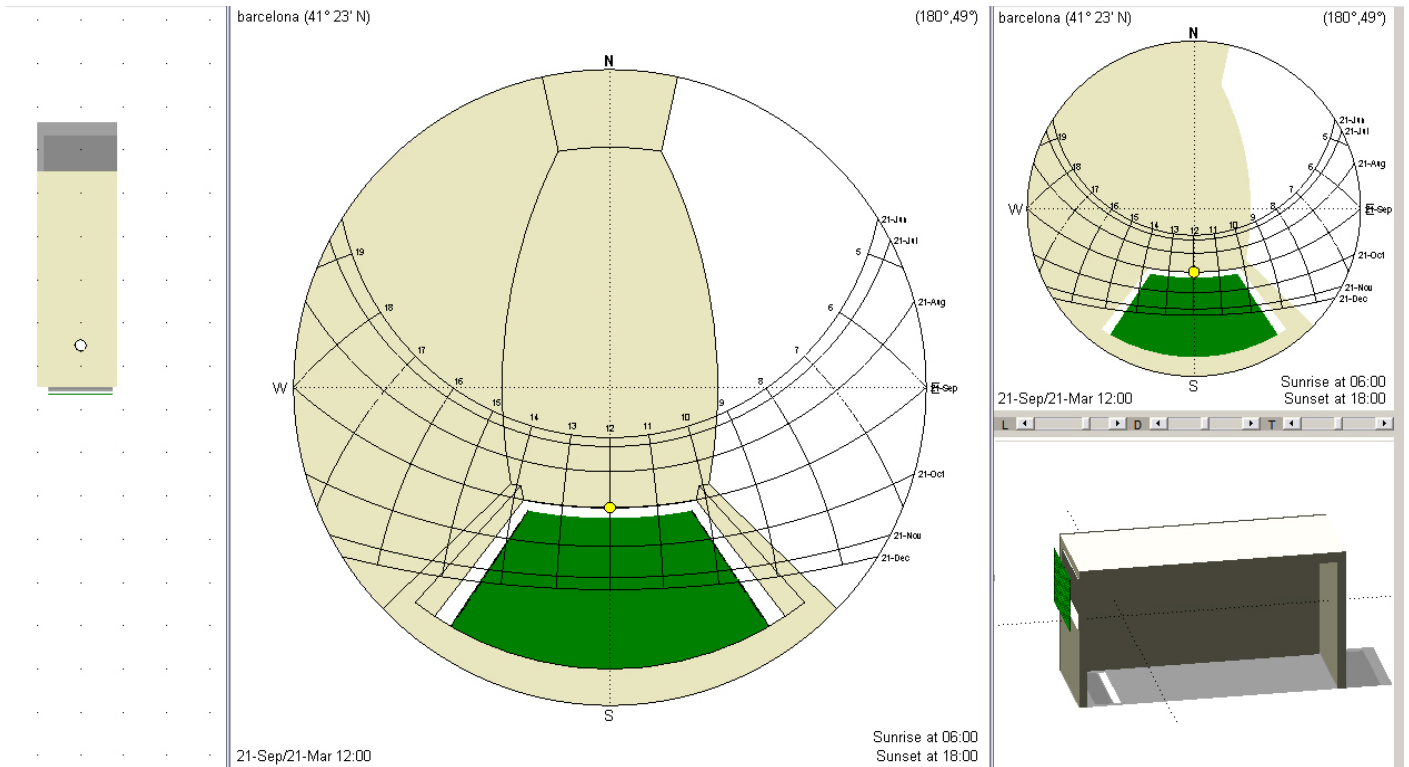 barcelona (41° 23' N)
(180°,49°)
N
21-Jun
21-Jul
19
5
21-Aug
18
6
17
7
16
8
W
21-Sep
15
9
14
10
13
12
11
21-Oct
21-Nou
21-Dec
S
Sunrise at 06:00
21-Sep/21-Mar 12:00
Sunset at 18:00
barcelona (41° 23' N)
(180°,49°)
N
21-Jun
21-Jul
19
5
21-Aug
18
17
7
16
8
W
21-Sep
15
9
14
13
12
11
10
21-Oct
21-Nou
21-Dec
S
Sunrise at 06:00
21-Sep/21-Mar 12:00
Sunset at 18:00
L
D
T